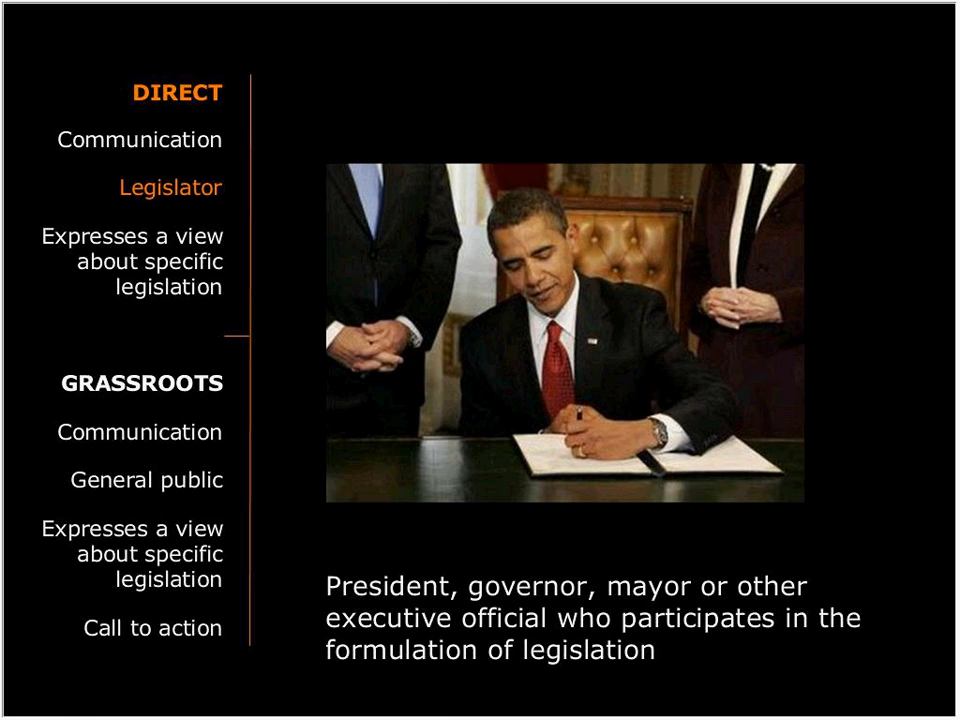 DIRECT
Communication
Legislator
Expresses a view
about specific
legislation
GRASSROOTS
Communication
General public
Expresses a view
about specific
legislation
Call to action
President, governor, mayor or other
executive official who participates in the
formulation of legislation